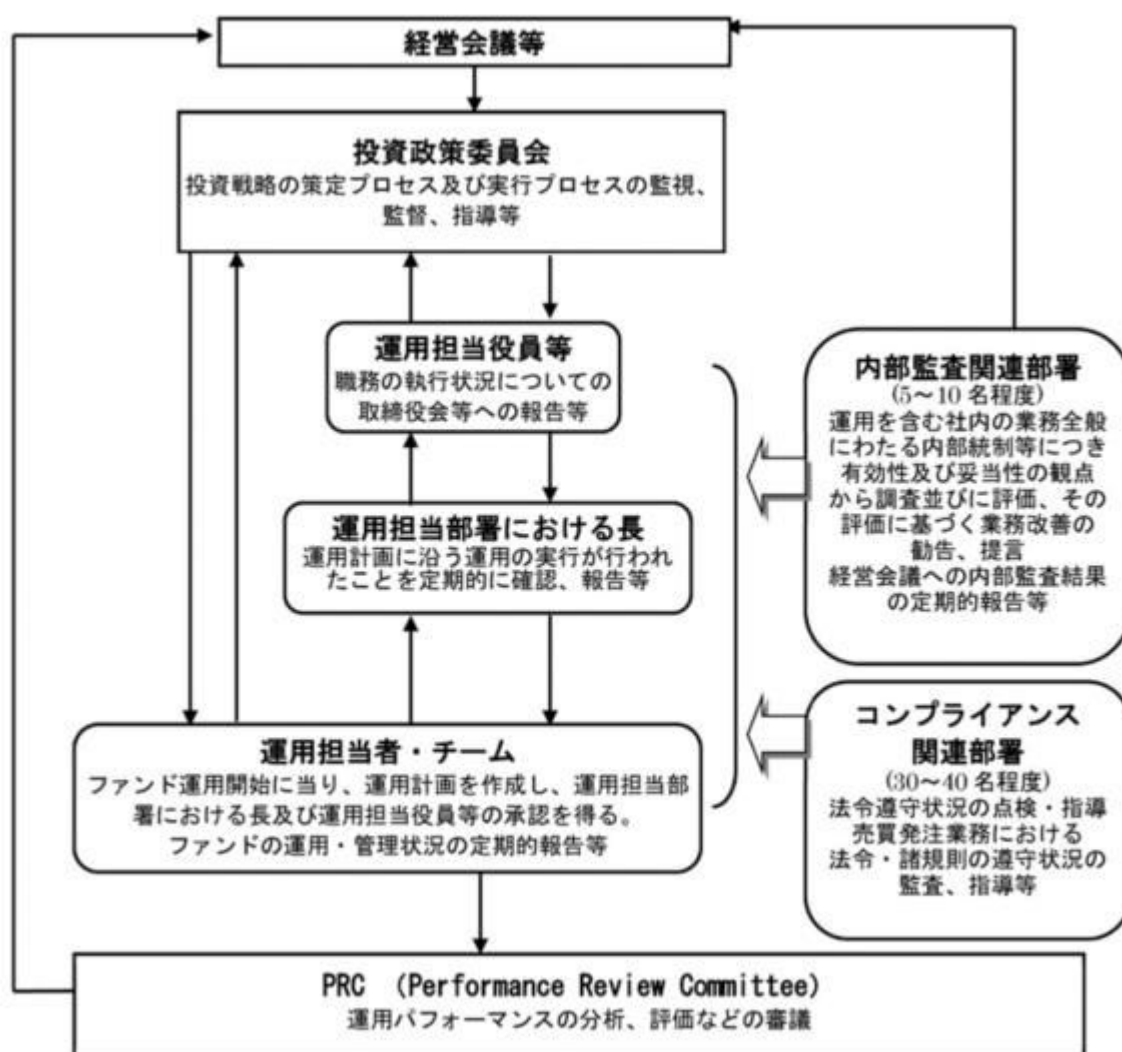 経営会議等
投資政策委員会
投資戦略の策定プロセス及び実行プロセスの監視、
監督、指導等
運用担当役員等
職務の執行状況についての
取締役会等への報告等
運用担当部署における長
運用計画に沿う運用の実行が行われ
たことを定期的に確認、報告等
運用担当者・チーム
ファンド運用開始に当り、運用計画を作成し、運用担当部
署における長及び運用担当役員等の承認を得る。
ファンドの運用・管理状況の定期的報告等
内部監査関連部署
(5～10 名程度)
運用を含む社内の業務全般
にわたる内部統制等につき
有効性及び妥当性の観点
から調査並びに評価、その
評価に基づく業務改善の
勧告、提言
経営会議への内部監査結果
の定期的報告等
コンプライアンス
関連部署
(30～40 名程度)
法令遵守状況の点検・指導
売買発注業務における
法令・諸規則の遵守状況の
監査、指導等
PRC （Performance Review Committee)
運用パフォーマンスの分析、評価などの審議